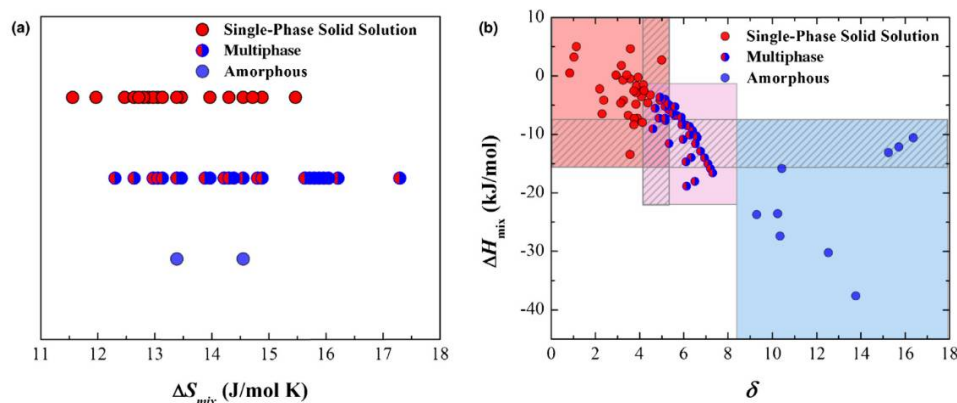 (a)
Single-Phase Solid Solution
Multiphase
Amorphous
11 12 13 14 15 16 17 18
ΔS_mix (J/mol K)
(b)
Single-Phase Solid Solution
Multiphase
Amorphous
10
0
-10
-20
-30
-40
ΔH_mix (kJ/mol)
0 2 4 6 8 10 12 14 16 18
δ